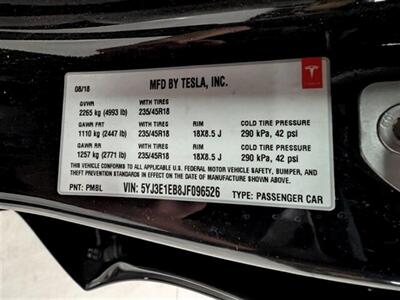 08/18 MFD BY TESLA, INC.
GVWR WITH TIRES
2265 kg (4993 lb) 235/45R18
GAWR FRT WITH TIRES RIM COLD TIRE PRESSURE
1110 kg (2447 lb) 235/45R18 18X8.5 J 290 kPa, 42 psi
GAWR RR WITH TIRES RIM COLD TIRE PRESSURE
1257 kg (2771 lb) 235/45R18 18X8.5 J 290 kPa, 42 psi
THIS VEHICLE CONFORMS TO ALL APPLICABLE U.S. FEDERAL MOTOR VEHICLE SAFETY, BUMPER, AND
THEFT PREVENTION STANDARDS IN EFFECT ON THE DATE OF MANUFACTURE SHOWN ABOVE.
PNT: PMBL VIN: 5YJ3E1EB8JF096526 TYPE: PASSENGER CAR